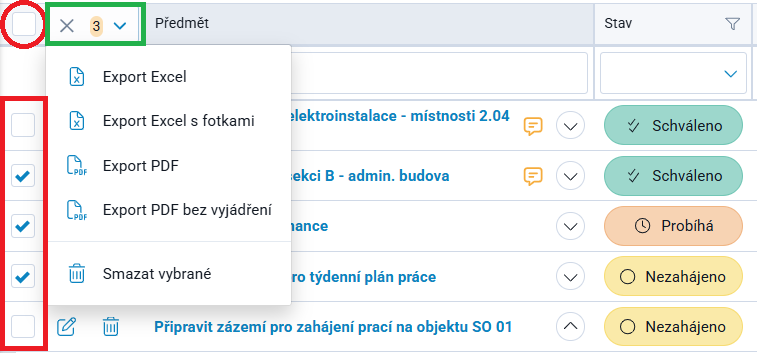 3
Předmět
Stav
Export Excel
Export Excel s fotkami
Export PDF
Export PDF bez vyjádření
Smazat vybrané
elektroinstalace - místnosti 2.04
Schváleno
sekci B - admin. budova
Schváleno
nance
Probíhá
pro týdenní plán práce
Nezahájeno
Připravit zázemí pro zahájení prací na objektu SO 01
Nezahájeno